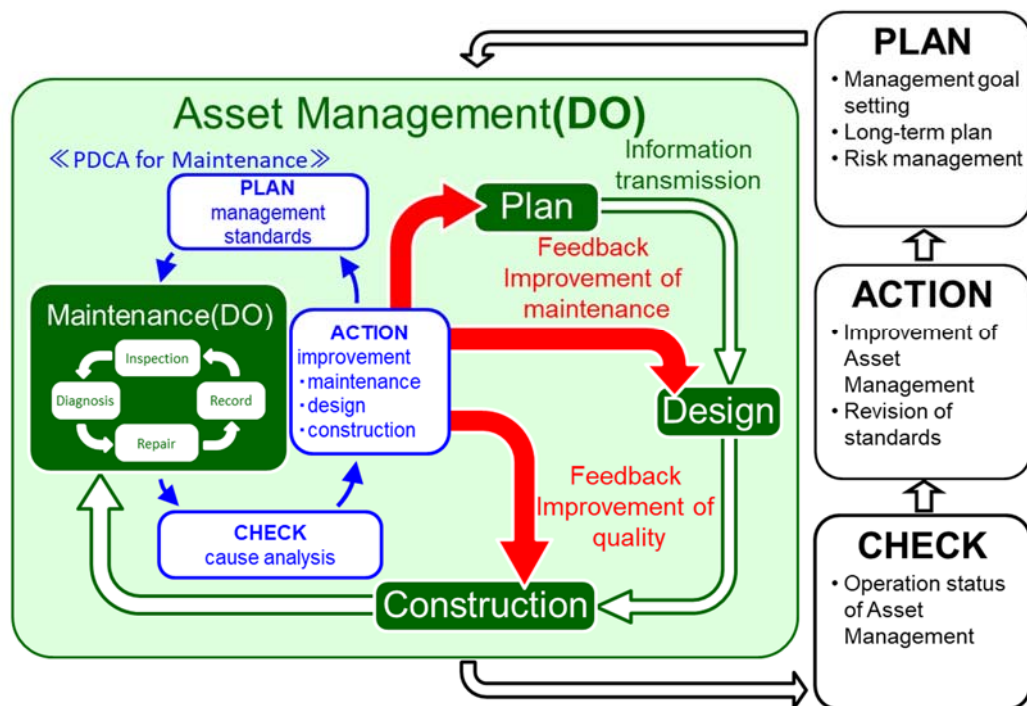 Asset Management(DO)
≪PDCA for Maintenance≫
PLAN
management
standards
Maintenance(DO)
Inspection
Diagnosis
Record
Repair
ACTION
improvement
・maintenance
・design
・construction
CHECK
cause analysis
Plan
Information
transmission
Feedback
Improvement of
maintenance
Design
Feedback
Improvement of
quality
Construction
PLAN
• Management goal
setting
• Long-term plan
• Risk management
ACTION
• Improvement of
Asset
Management
• Revision of
standards
CHECK
• Operation status
of Asset
Management